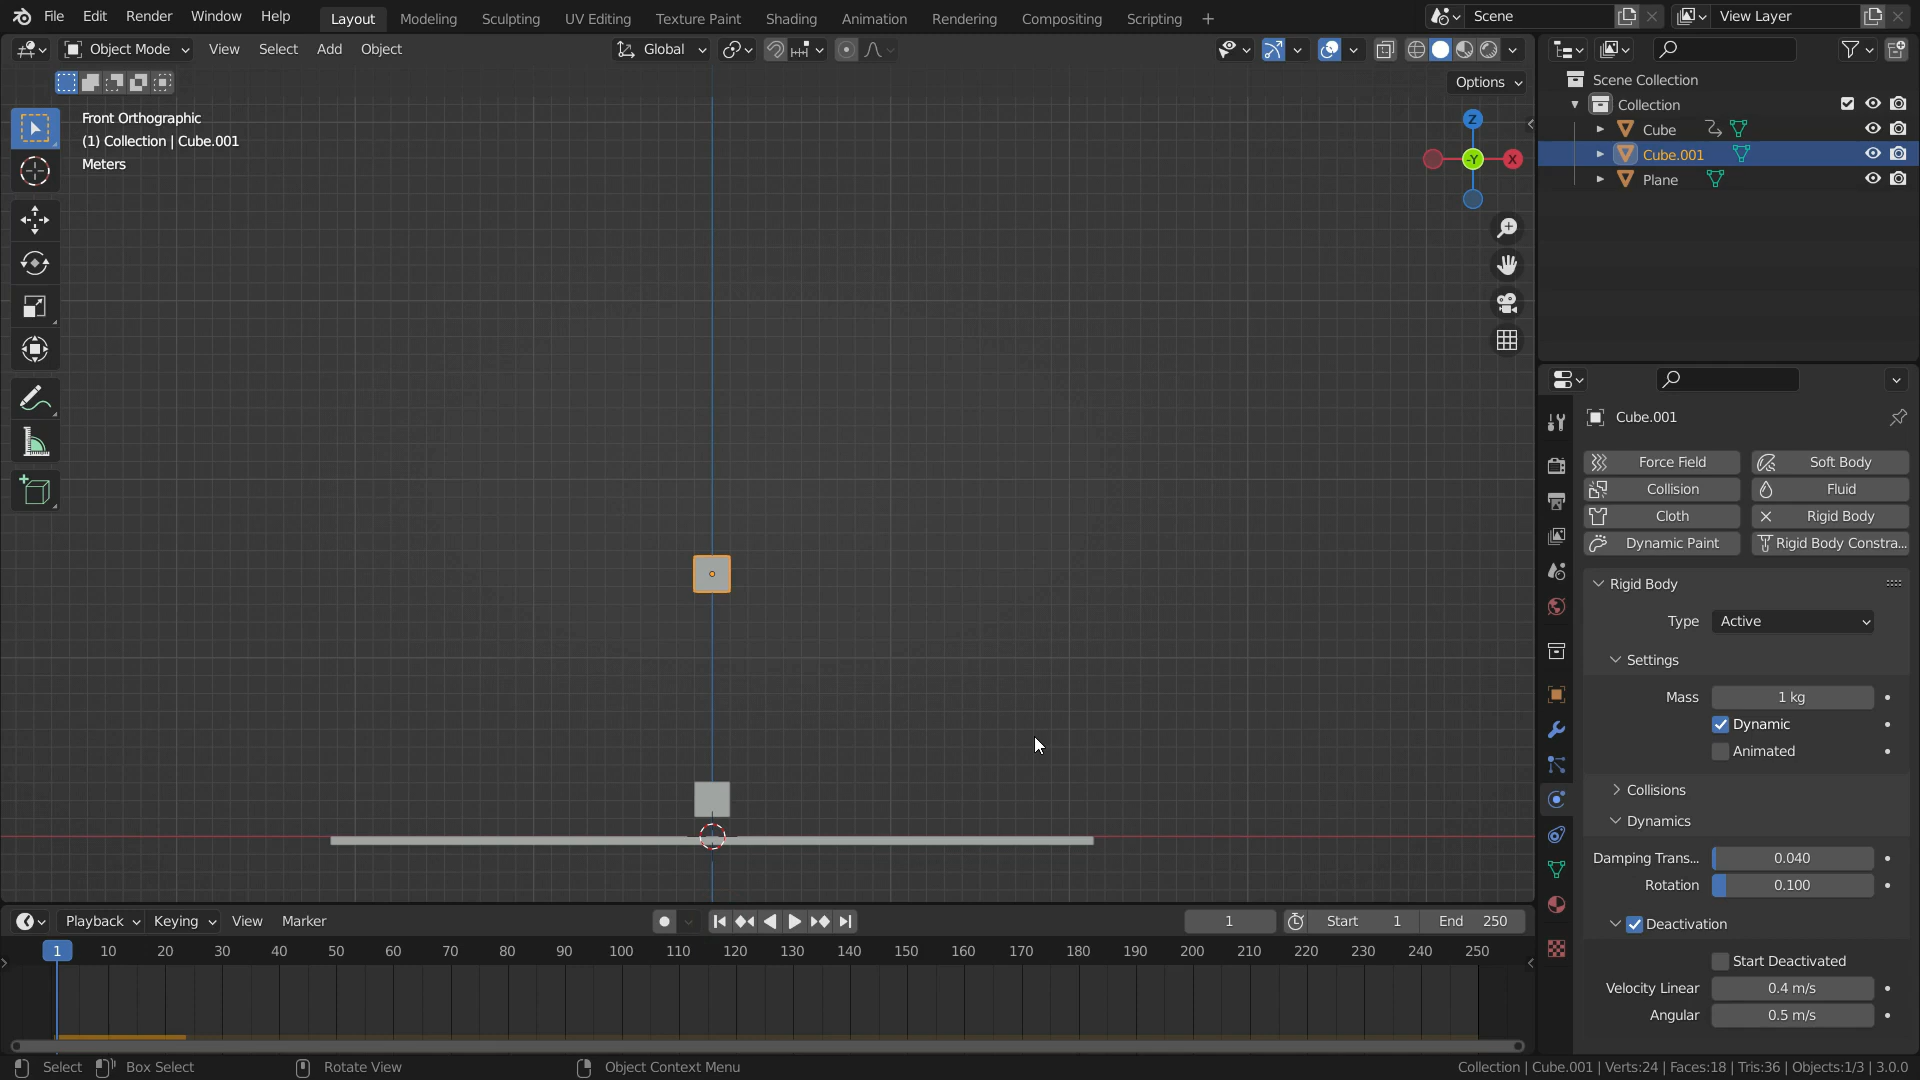 File Edit Render Window Help Layout Modeling Sculpting UV Editing Texture Paint Shading Animation Rendering Compositing Scripting + Scene View Layer
Object Mode View Select Add Object Global
Options
Front Orthographic
(1) Collection | Cube.001
Meters
Z
-Y X
Scene Collection
Collection
Cube
Cube.001
Plane
Cube.001
Force Field Soft Body
Collision Fluid
Cloth Rigid Body
Dynamic Paint Rigid Body Constra...
Rigid Body
Type Active
Settings
Mass 1 kg
Dynamic
Animated
Collisions
Dynamics
Damping Trans... 0.040
Rotation 0.100
Deactivation
Start Deactivated
Velocity Linear 0.4 m/s
Angular 0.5 m/s
Playback Keying View Marker 1 Start 1 End 250
1 10 20 30 40 50 60 70 80 90 100 110 120 130 140 150 160 170 180 190 200 210 220 230 240 250
Select Box Select Rotate View Object Context Menu Collection | Cube.001 | Verts:24 | Faces:18 | Tris:36 | Objects:1/3 | 3.0.0